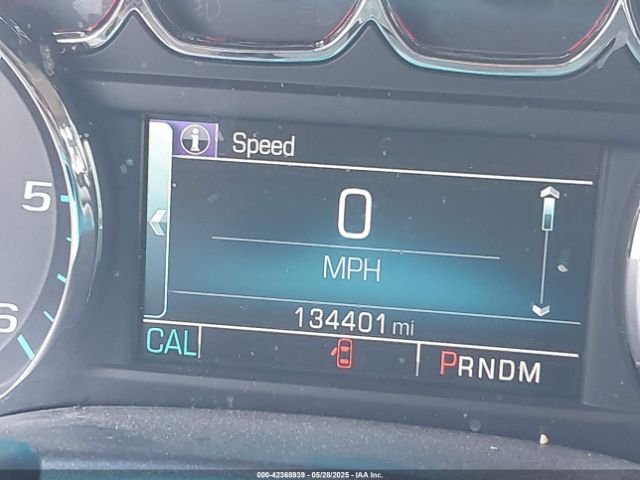 Speed
5
0
MPH
6
134401 mi
CAL
PRNDM
000-42368939 | 05/28/2025 | IAA Inc.